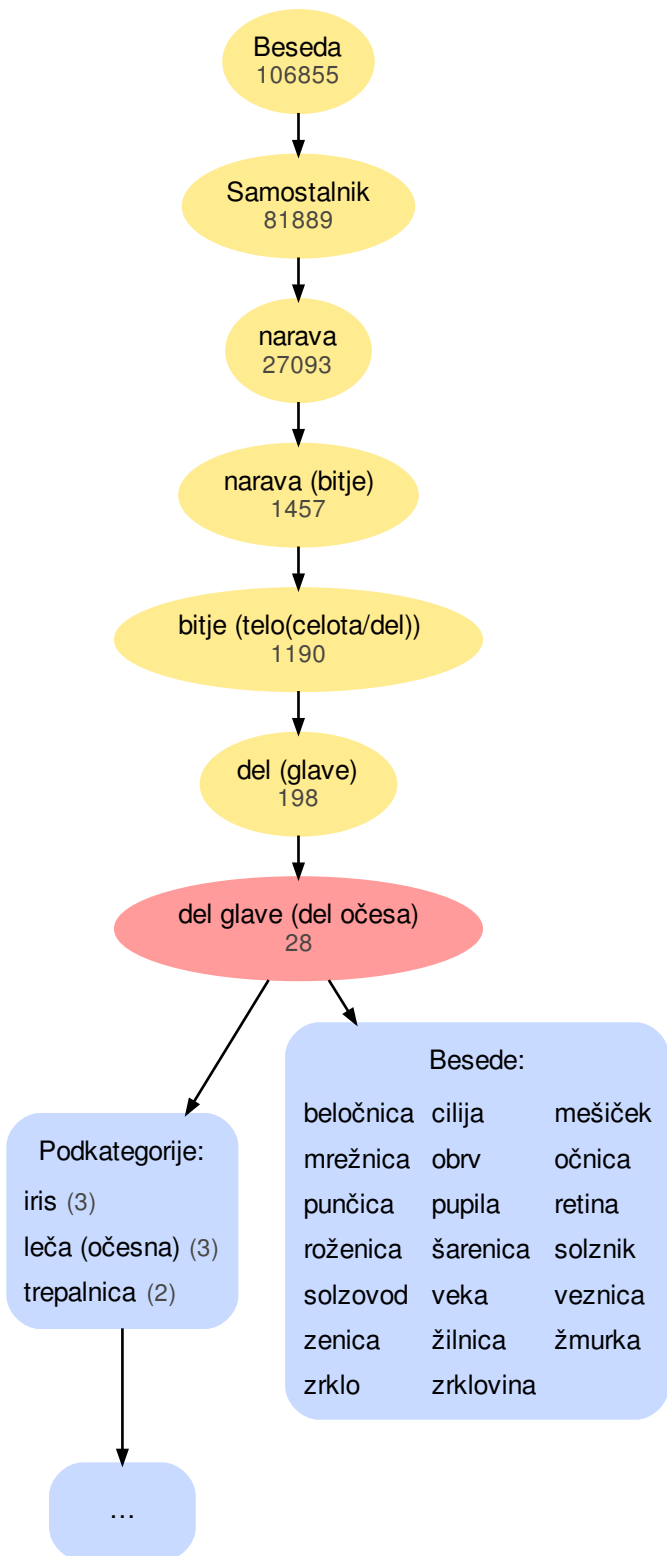 Beseda
106855
Samostalnik
81889
narava
27093
narava (bitje)
1457
bitje (telo(celota/del))
1190
del (glave)
198
del glave (del očesa)
28
Podkategorije:
iris (3)
leča (očesna) (3)
trepalnica (2)
...
Besede:
beločnica cilija mešiček
mrežnica obrv očnica
punčica pupila retina
roženica šarenica solznik
solzovod veka veznica
zenica žilnica žmurka
zrklo zrklovina